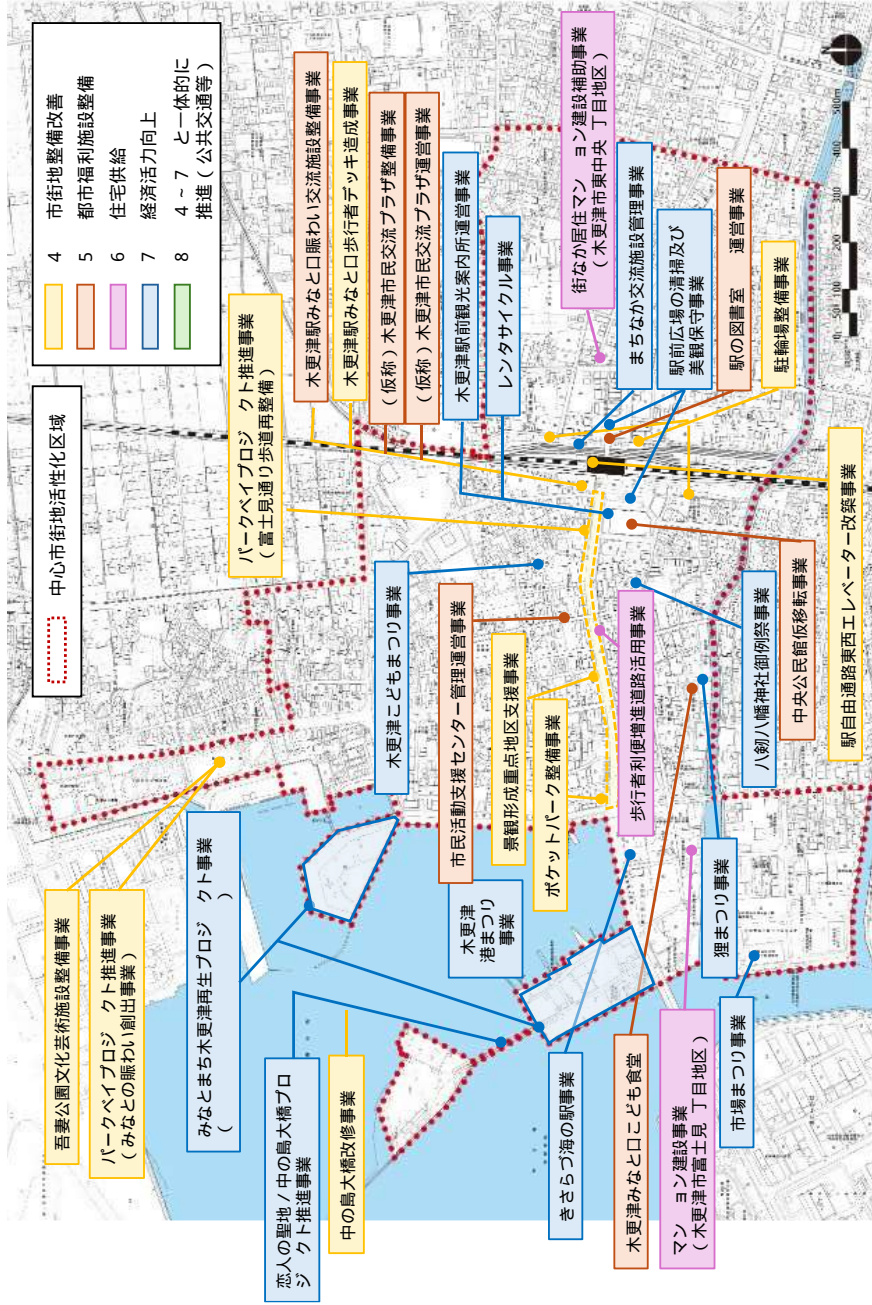 中心市街地活性化区域
4 市街地整備改善
5 都市福利施設整備
6 住宅供給
7 経済活力向上
8 4～7 と一体的に
推進（公共交通等）
吾妻公園文化芸術施設整備事業
パークベイプロジ クト推進事業
（みなとの賑わい創出事業）
みなとまち木更津再生プロジ クト事業
（ ）
恋人の聖地/中の島大橋プロ
ジ クト推進事業
中の島大橋改修事業
きさらづ海の駅事業
木更津みなと口こども食堂
マン ョン建設事業
（木更津市富士見 丁目地区）
市場まつり事業
パークベイプロジ クト推進事業
（富士見通り歩道再整備）
木更津こどもまつり事業
市民活動支援センター管理運営事業
景観形成重点地区支援事業
ポケットパーク整備事業
木更津
港まつり
事業
歩行者利便増進道路活用事業
狸まつり事業
八剱八幡神社御例祭事業
中央公民館仮移転事業
駅自由通路東西エレベーター改築事業
木更津駅みなと口賑わい交流施設整備事業
木更津駅みなと口歩行者デッキ造成事業
（仮称）木更津市民交流プラザ整備事業
（仮称）木更津市民交流プラザ運営事業
木更津駅前観光案内所運営事業
レンタサイクル事業
街なか居住マン ョン建設補助事業
（木更津市東中央 丁目地区）
まちなか交流施設管理事業
駅前広場の清掃及び
美観保守事業
駅の図書室 運営事業
駐輪場整備事業
N
0 50 100 200 300 400 500m